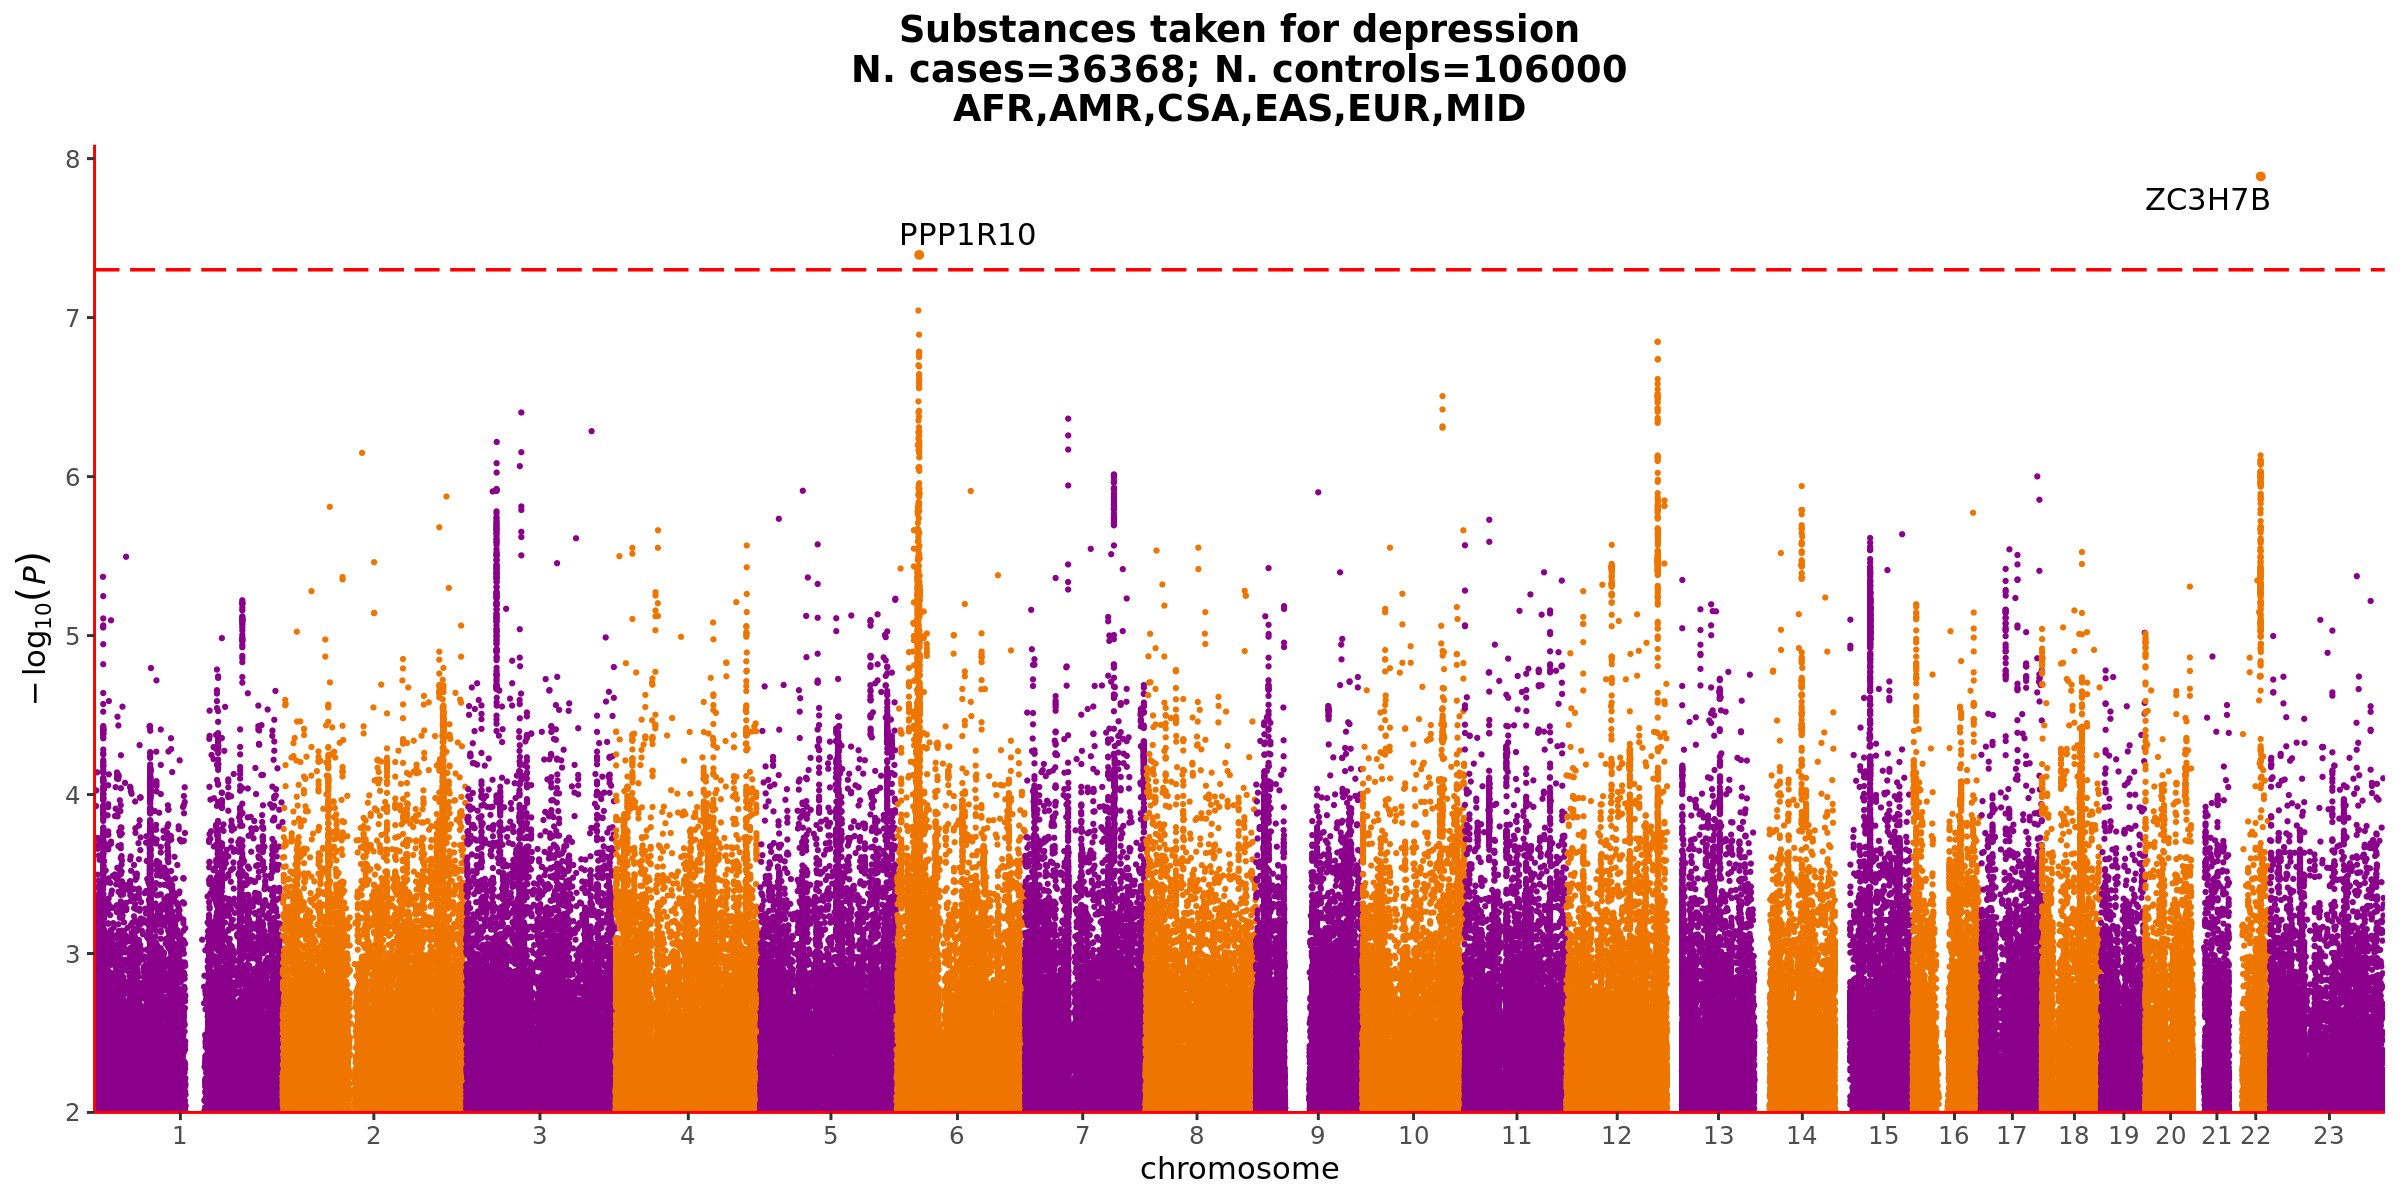 Substances taken for depression
N. cases=36368; N. controls=106000
AFR,AMR,CSA,EAS,EUR,MID
8
ZC3H7B
PPP1R10
7
6
5
4
3
2
−log10(P)
1 2 3 4 5 6 7 8 9 10 11 12 13 14 15 16 17 18 19 20 21 22 23
chromosome